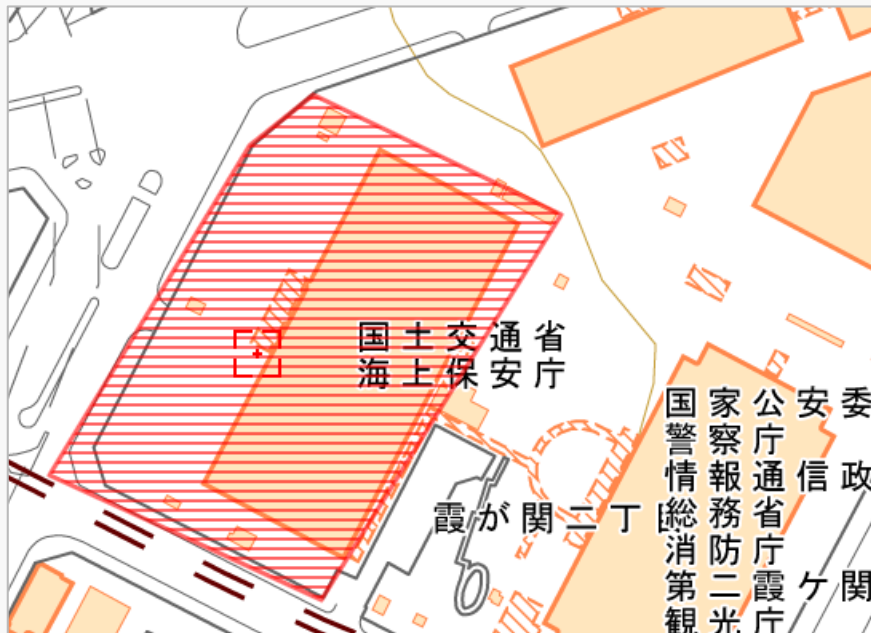 国土交通省
海上保安庁
霞が関二丁目
国家公安委
警察庁
情報通信政
総務省
消防庁
第二霞ケ関
観光庁